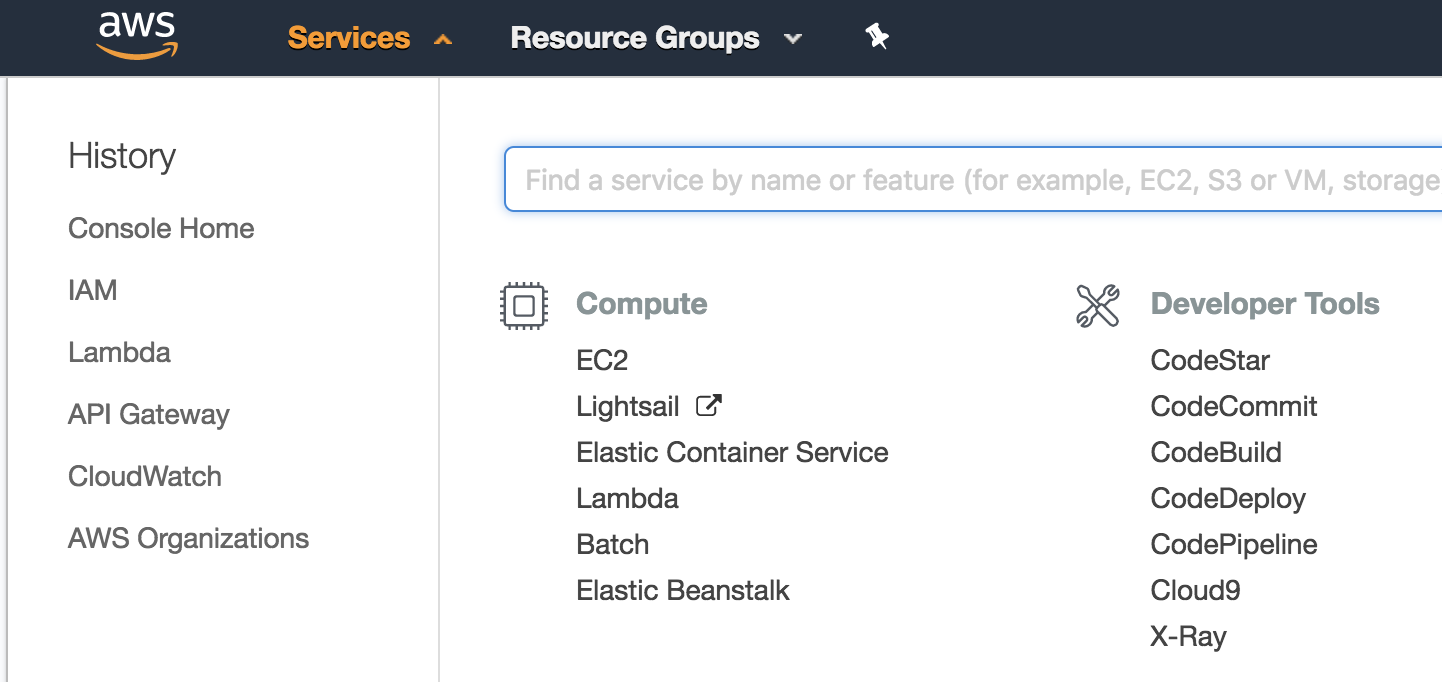 aws
Services
Resource Groups
History
Console Home
IAM
Lambda
API Gateway
CloudWatch
AWS Organizations
Find a service by name or feature (for example, EC2, S3 or VM, storage
Compute
EC2
Lightsail
Elastic Container Service
Lambda
Batch
Elastic Beanstalk
Developer Tools
CodeStar
CodeCommit
CodeBuild
CodeDeploy
CodePipeline
Cloud9
X-Ray